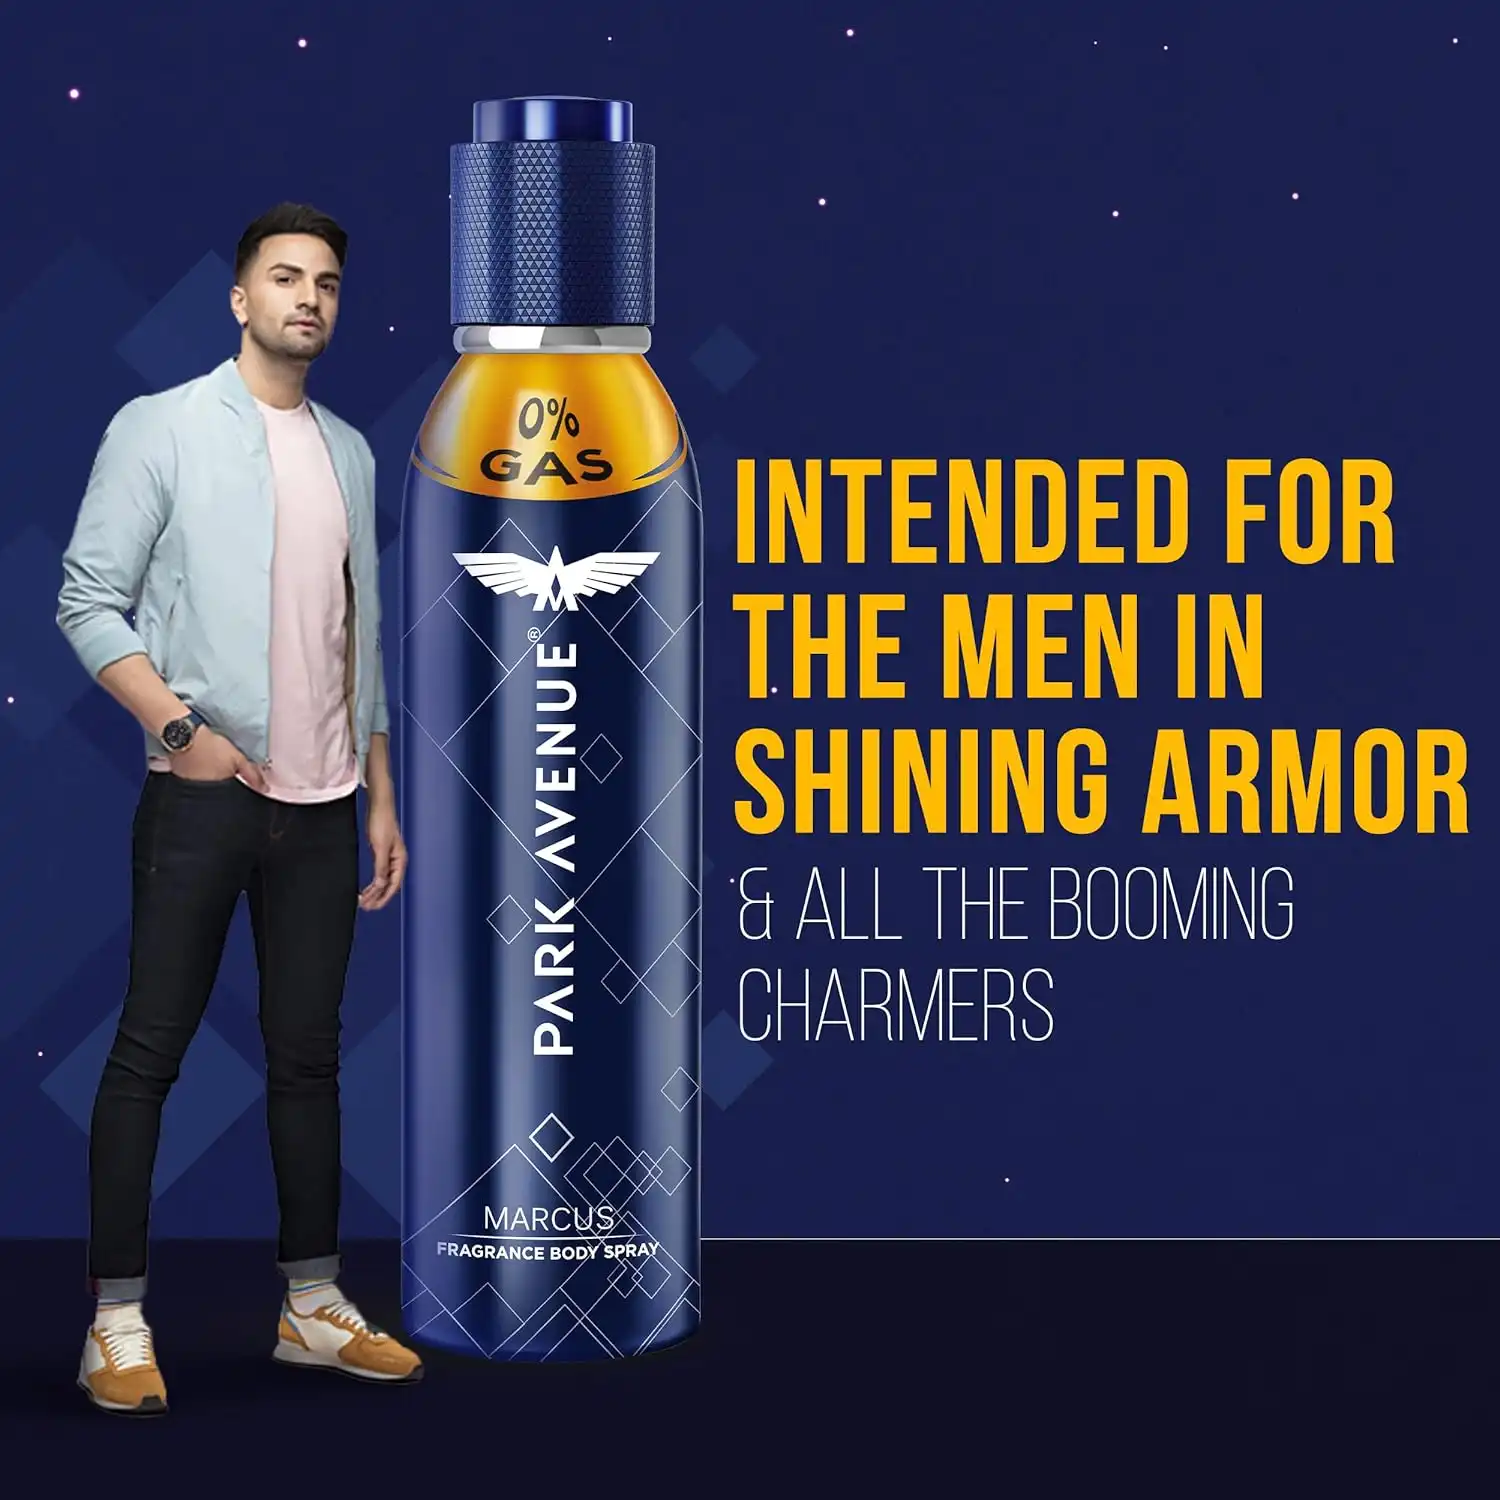 0%
GAS
PARK AVENUE®
MARCUS
FRAGRANCE BODY SPRAY
INTENDED FOR
THE MEN IN
SHINING ARMOR
& ALL THE BOOMING
CHARMERS